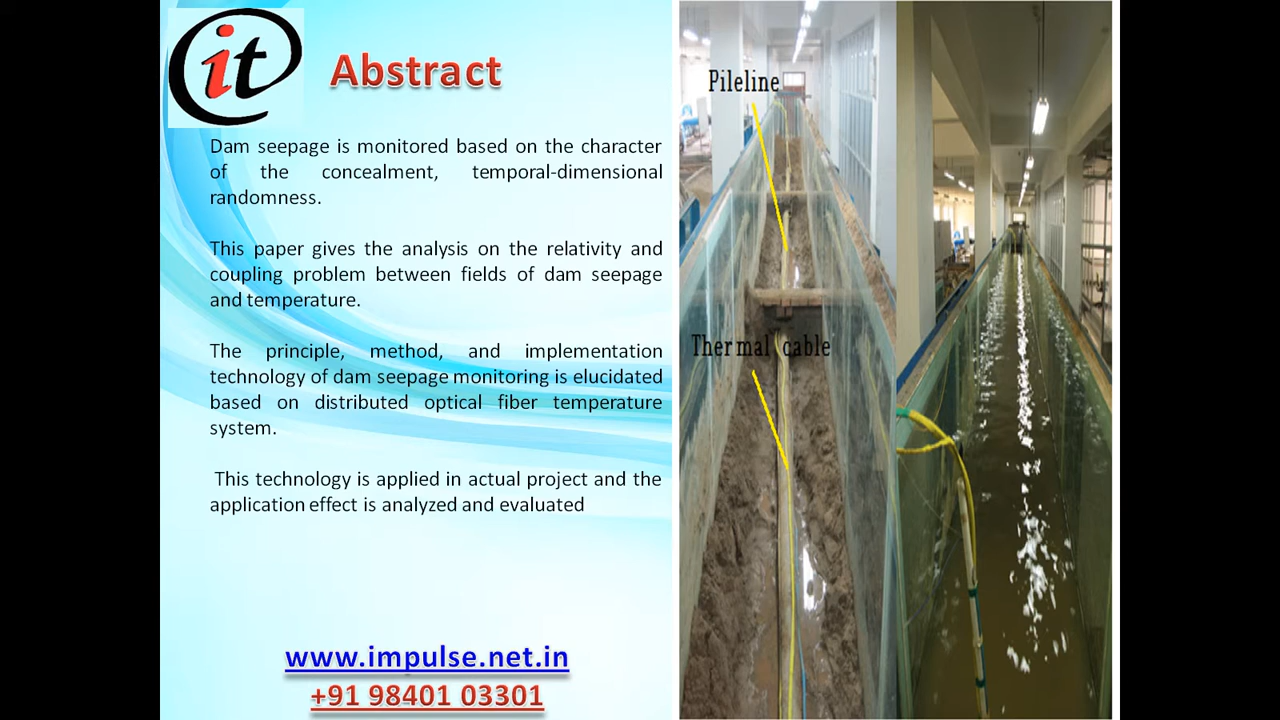 it
Abstract
Dam seepage is monitored based on the character
of the concealment, temporal-dimensional
randomness.
This paper gives the analysis on the relativity and
coupling problem between fields of dam seepage
and temperature.
The principle, method, and implementation
technology of dam seepage monitoring is elucidated
based on distributed optical fiber temperature
system.
This technology is applied in actual project and the
application effect is analyzed and evaluated
www.impulse.net.in
+91 98401 03301
Pileline
Thermal cable